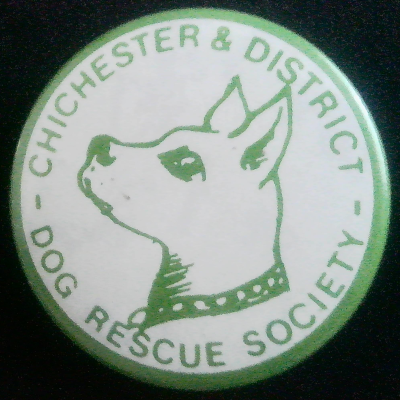 CHICHESTER & DISTRICT
- DOG RESCUE SOCIETY -